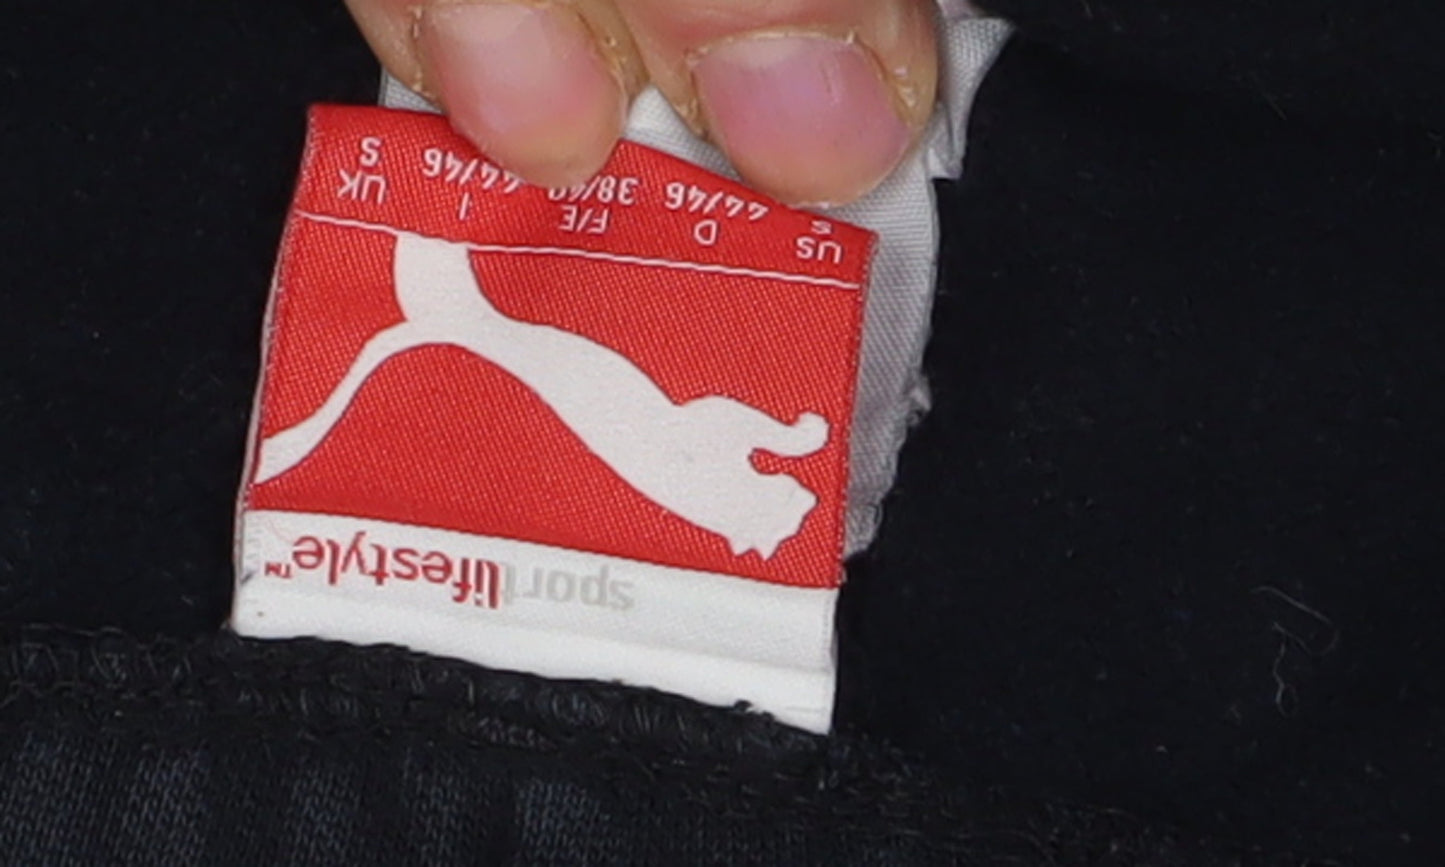 sportlifestyle™
US D F/E I UK
S 44/46 38/40 44/46 S